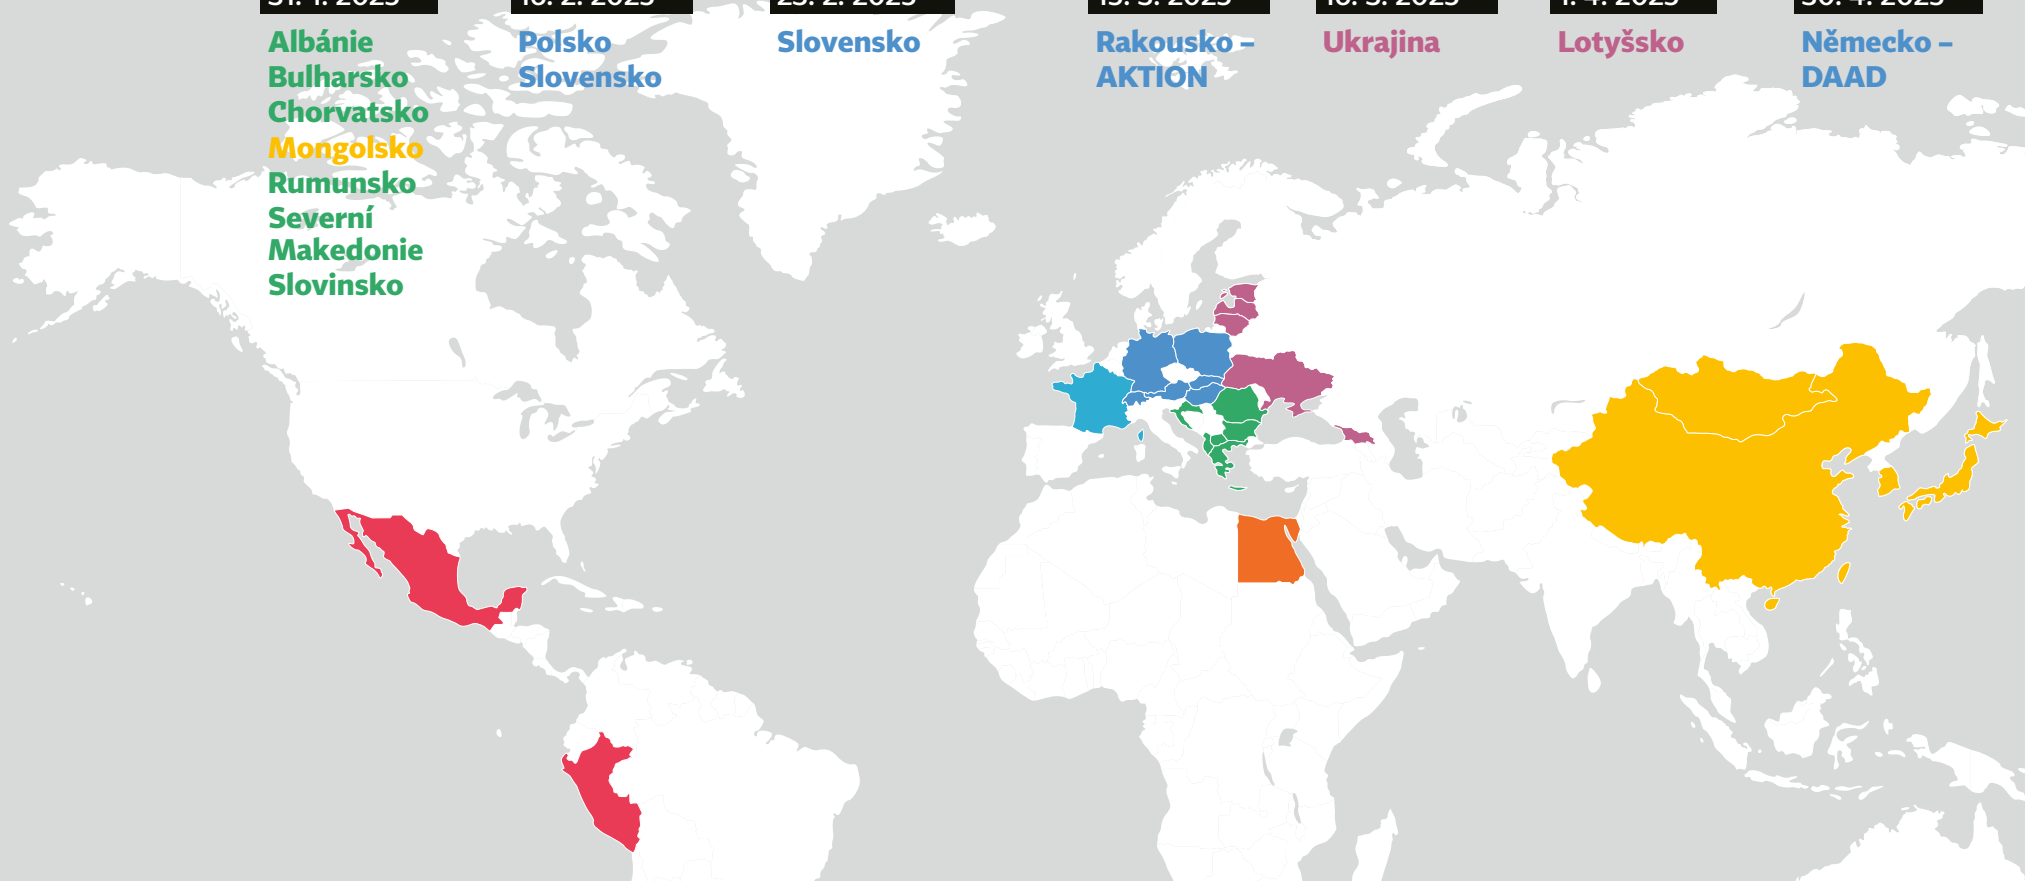 Albánie
Bulharsko
Chorvatsko
Mongolsko
Rumunsko
Severní
Makedonie
Slovinsko
Polsko
Slovensko
Slovensko
Rakousko –
AKTION
Ukrajina
Lotyšsko
Německo –
DAAD